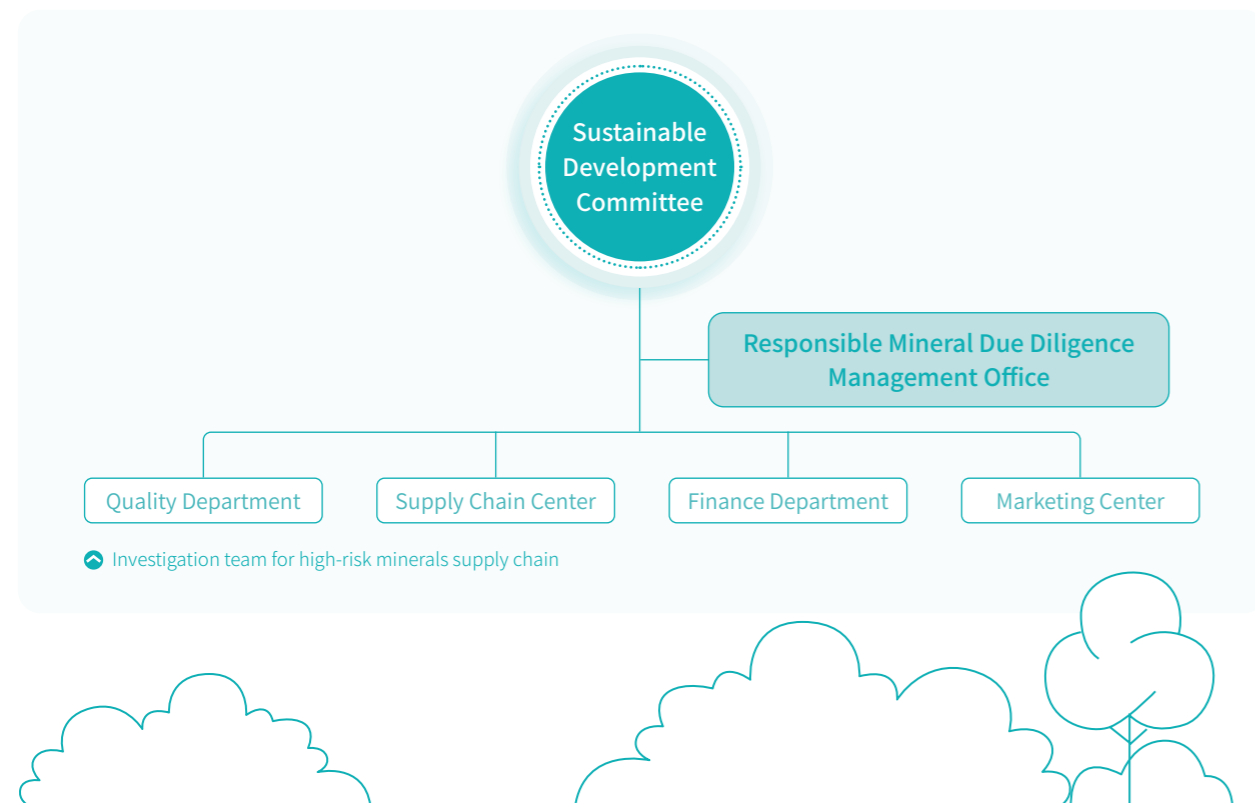 Sustainable
Development
Committee
Responsible Mineral Due Diligence
Management Office
Quality Department
Supply Chain Center
Finance Department
Marketing Center
Investigation team for high-risk minerals supply chain